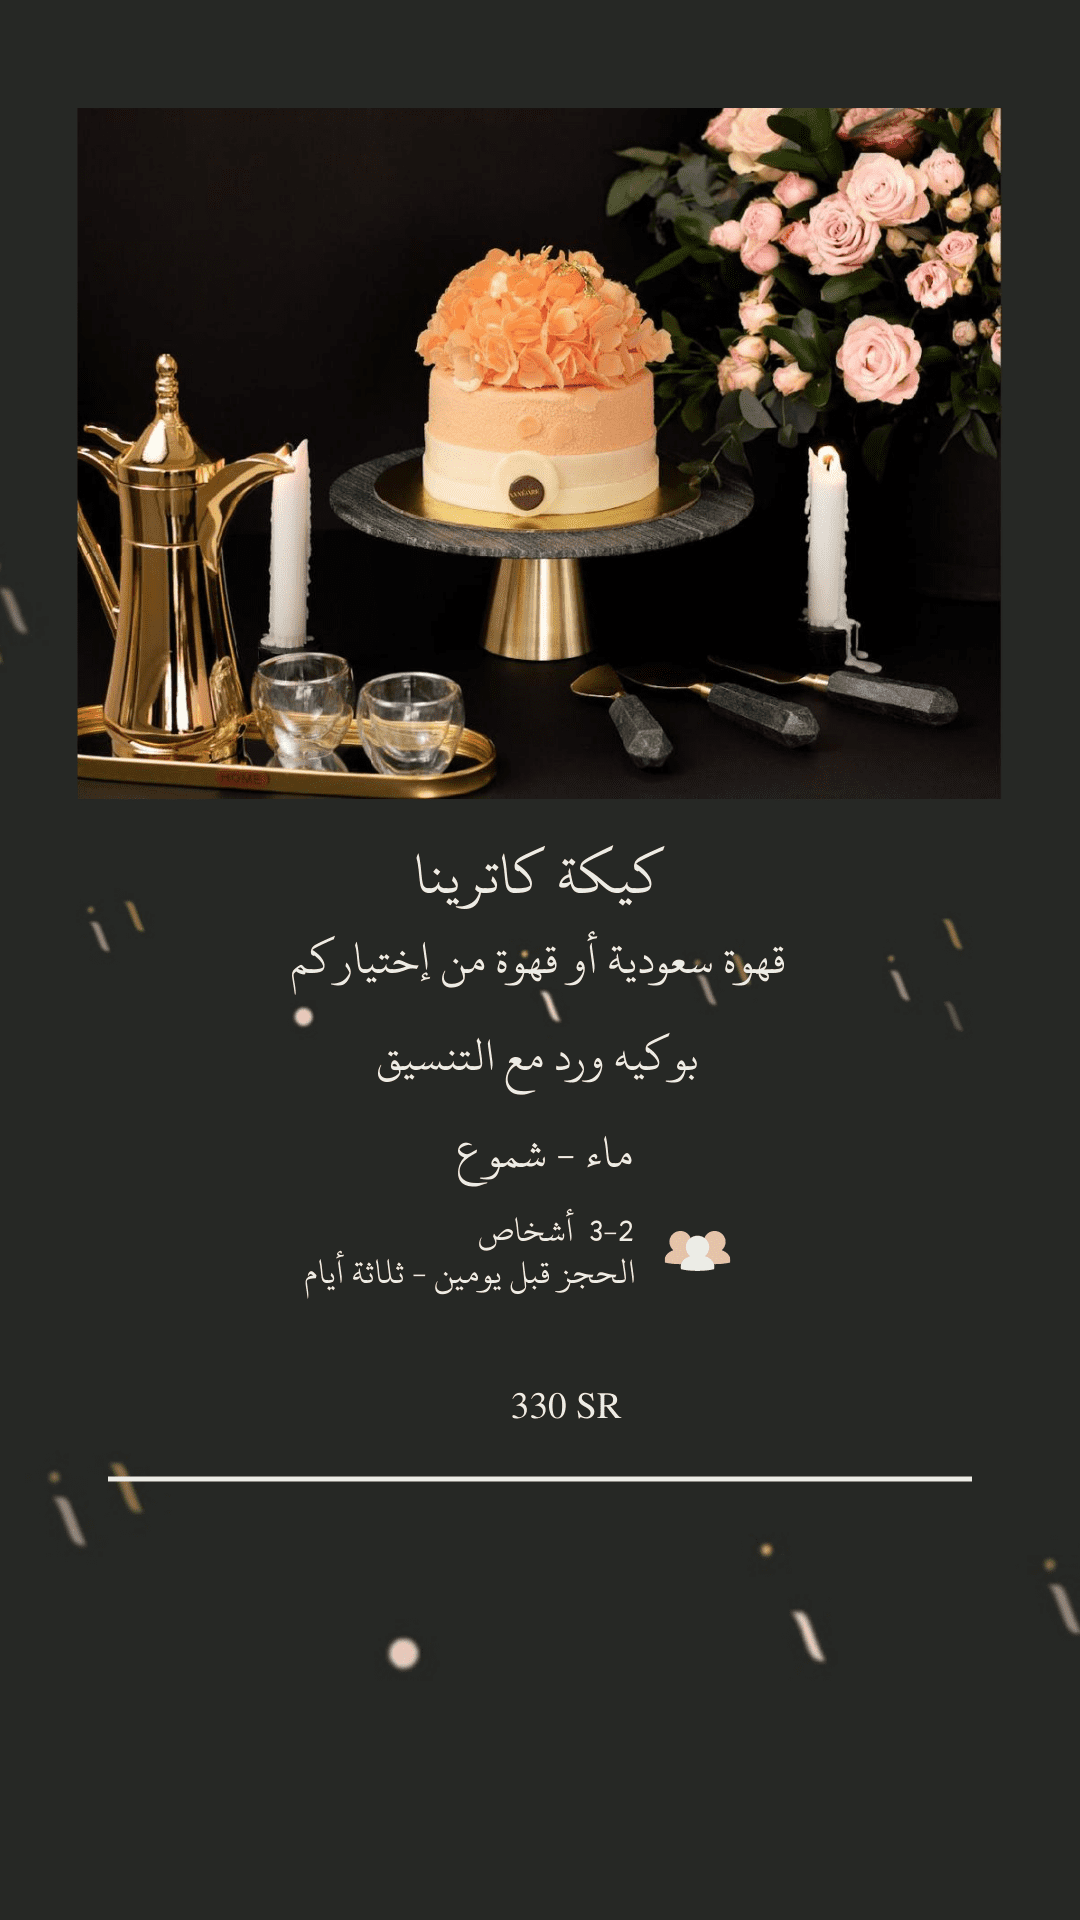 HOME
كيكة كاترينا
قهوة سعودية أو قهوة من إختياركم
بوكيه ورد مع التنسيق
ماء - شموع
3-2 أشخاص
الحجز قبل يومين - ثلاثة أيام
330 SR